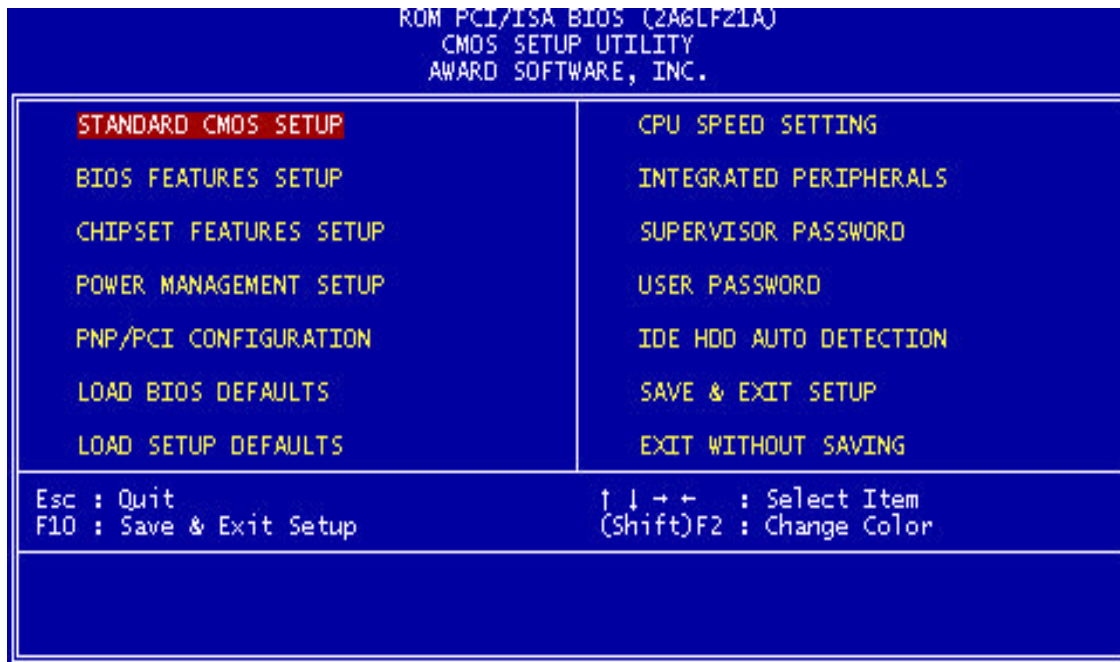 ROM PCI/ISA BIOS (2A6LFZ1A)
CMOS SETUP UTILITY
AWARD SOFTWARE, INC.
STANDARD CMOS SETUP
BIOS FEATURES SETUP
CHIPSET FEATURES SETUP
POWER MANAGEMENT SETUP
PNP/PCI CONFIGURATION
LOAD BIOS DEFAULTS
LOAD SETUP DEFAULTS
CPU SPEED SETTING
INTEGRATED PERIPHERALS
SUPERVISOR PASSWORD
USER PASSWORD
IDE HDD AUTO DETECTION
SAVE & EXIT SETUP
EXIT WITHOUT SAVING
Esc : Quit
F10 : Save & Exit Setup
↑ ↓ → ← : Select Item
(Shift)F2 : Change Color